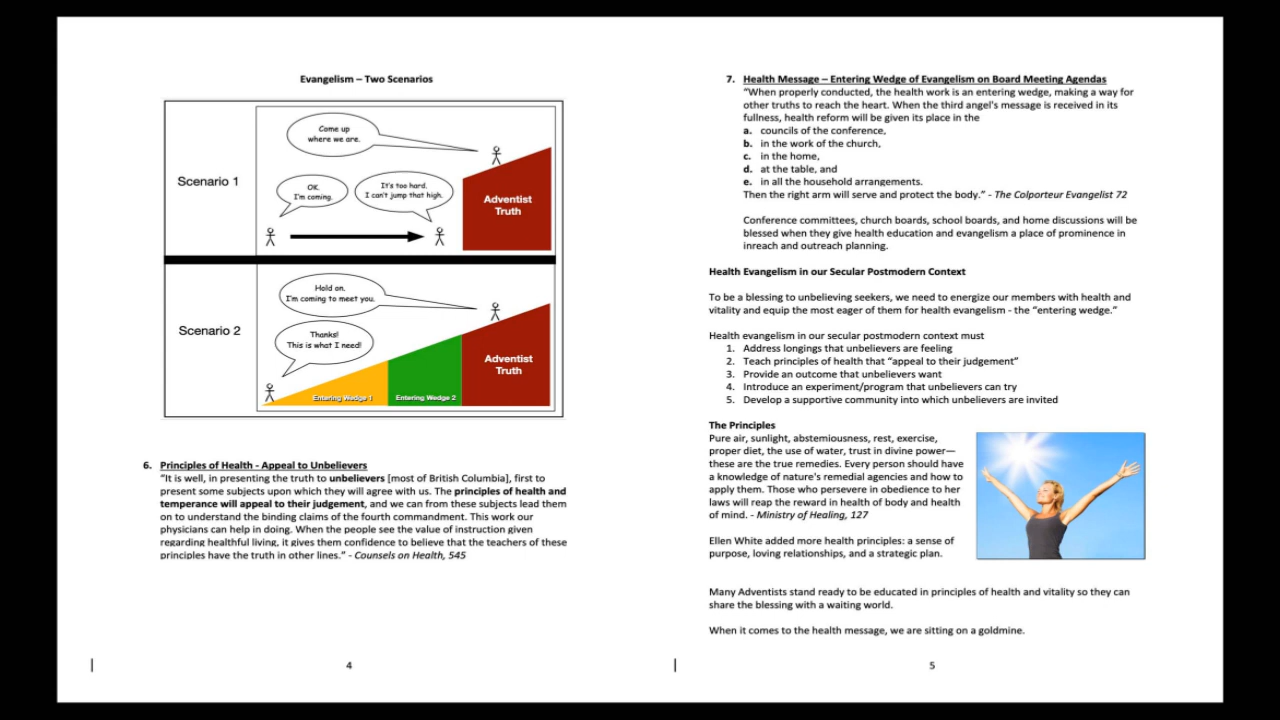 Evangelism – Two Scenarios
Scenario 1
Come up
where we are.
OK.
I'm coming.
It's too hard.
I can't jump that high.
Adventist
Truth
Scenario 2
Hold on.
I'm coming to meet you.
Thanks!
This is what I need!
Adventist
Truth
Entering Wedge 1
Entering Wedge 2
6. Principles of Health - Appeal to Unbelievers
“It is well, in presenting the truth to unbelievers [most of British Columbia], first to
present some subjects upon which they will agree with us. The principles of health and
temperance will appeal to their judgement, and we can from these subjects lead them
on to understand the binding claims of the fourth commandment. This work our
physicians can help in doing. When the people see the value of instruction given
regarding healthful living, it gives them confidence to believe that the teachers of these
principles have the truth in other lines.” - Counsels on Health, 545
4
7. Health Message – Entering Wedge of Evangelism on Board Meeting Agendas
“When properly conducted, the health work is an entering wedge, making a way for
other truths to reach the heart. When the third angel's message is received in its
fullness, health reform will be given its place in the
a. councils of the conference,
b. in the work of the church,
c. in the home,
d. at the table, and
e. in all the household arrangements.
Then the right arm will serve and protect the body.” - The Colporteur Evangelist 72
Conference committees, church boards, school boards, and home discussions will be
blessed when they give health education and evangelism a place of prominence in
inreach and outreach planning.
Health Evangelism in our Secular Postmodern Context
To be a blessing to unbelieving seekers, we need to energize our members with health and
vitality and equip the most eager of them for health evangelism - the “entering wedge.”
Health evangelism in our secular postmodern context must
1. Address longings that unbelievers are feeling
2. Teach principles of health that “appeal to their judgement”
3. Provide an outcome that unbelievers want
4. Introduce an experiment/program that unbelievers can try
5. Develop a supportive community into which unbelievers are invited
The Principles
Pure air, sunlight, abstemiousness, rest, exercise,
proper diet, the use of water, trust in divine power—
these are the true remedies. Every person should have
a knowledge of nature's remedial agencies and how to
apply them. Those who persevere in obedience to her
laws will reap the reward in health of body and health
of mind. - Ministry of Healing, 127
Ellen White added more health principles: a sense of
purpose, loving relationships, and a strategic plan.
Many Adventists stand ready to be educated in principles of health and vitality so they can
share the blessing with a waiting world.
When it comes to the health message, we are sitting on a goldmine.
5